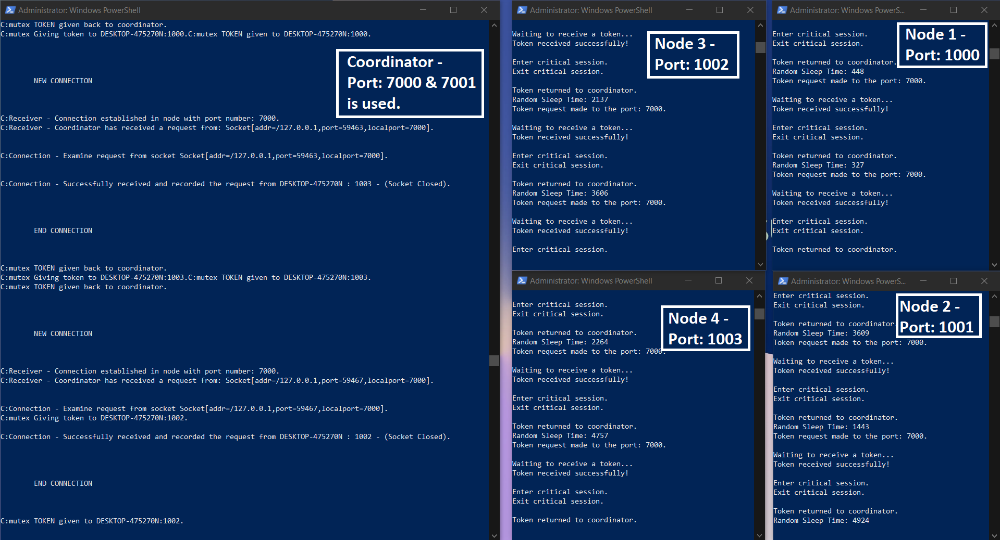 Administrator: Windows PowerShell
C:mutex TOKEN given back to coordinator.
C:mutex Giving token to DESKTOP-475270N:1000.C:mutex TOKEN given to DESKTOP-475270N:1000.
Coordinator -
Port: 7000 & 7001
is used.
NEW CONNECTION
C:Receiver - Connection established in node with port number: 7000.
C:Receiver - Coordinator has received a request from: Socket[addr=/127.0.0.1,port=59463,localport=7000].
C:Connection - Examine request from socket Socket[addr=/127.0.0.1,port=59463,localport=7000].
C:Connection - Successfully received and recorded the request from DESKTOP-475270N : 1003 - (Socket Closed).
END CONNECTION
C:mutex TOKEN given back to coordinator.
C:mutex Giving token to DESKTOP-475270N:1003.C:mutex TOKEN given to DESKTOP-475270N:1003.
C:mutex TOKEN given back to coordinator.
NEW CONNECTION
C:Receiver - Connection established in node with port number: 7000.
C:Receiver - Coordinator has received a request from: Socket[addr=/127.0.0.1,port=59467,localport=7000].
C:Connection - Examine request from socket Socket[addr=/127.0.0.1,port=59467,localport=7000].
C:mutex Giving token to DESKTOP-475270N:1002.
C:Connection - Successfully received and recorded the request from DESKTOP-475270N : 1002 - (Socket Closed).
END CONNECTION
C:mutex TOKEN given to DESKTOP-475270N:1002.
Administrator: Windows PowerShell
Waiting to receive a token...
Token received successfully!
Node 3 -
Port: 1002
Enter critical session.
Exit critical session.
Token returned to coordinator.
Random Sleep Time: 2137
Token request made to the port: 7000.
Waiting to receive a token...
Token received successfully!
Enter critical session.
Exit critical session.
Token returned to coordinator.
Random Sleep Time: 3606
Token request made to the port: 7000.
Waiting to receive a token...
Token received successfully!
Enter critical session.
Administrator: Windows PowerS...
Enter critical session.
Exit critical session.
Node 1 -
Port: 1000
Token returned to coordinator.
Random Sleep Time: 448
Token request made to the port: 7000.
Waiting to receive a token...
Token received successfully!
Enter critical session.
Exit critical session.
Token returned to coordinator.
Random Sleep Time: 327
Token request made to the port: 7000.
Waiting to receive a token...
Token received successfully!
Enter critical session.
Exit critical session.
Token returned to coordinator.
Administrator: Windows PowerShell
Enter critical session.
Exit critical session.
Node 4 -
Port: 1003
Token returned to coordinator.
Random Sleep Time: 2264
Token request made to the port: 7000.
Waiting to receive a token...
Token received successfully!
Enter critical session.
Exit critical session.
Token returned to coordinator.
Random Sleep Time: 4757
Token request made to the port: 7000.
Waiting to receive a token...
Token received successfully!
Enter critical session.
Exit critical session.
Token returned to coordinator.
Administrator: Windows PowerS...
Enter critical session.
Exit critical session.
Node 2 -
Port: 1001
Token returned to coordinator
Random Sleep Time: 3609
Token request made to the port: 7000.
Waiting to receive a token...
Token received successfully!
Enter critical session.
Exit critical session.
Token returned to coordinator.
Random Sleep Time: 1443
Token request made to the port: 7000.
Waiting to receive a token...
Token received successfully!
Enter critical session.
Exit critical session.
Token returned to coordinator.
Random Sleep Time: 4924